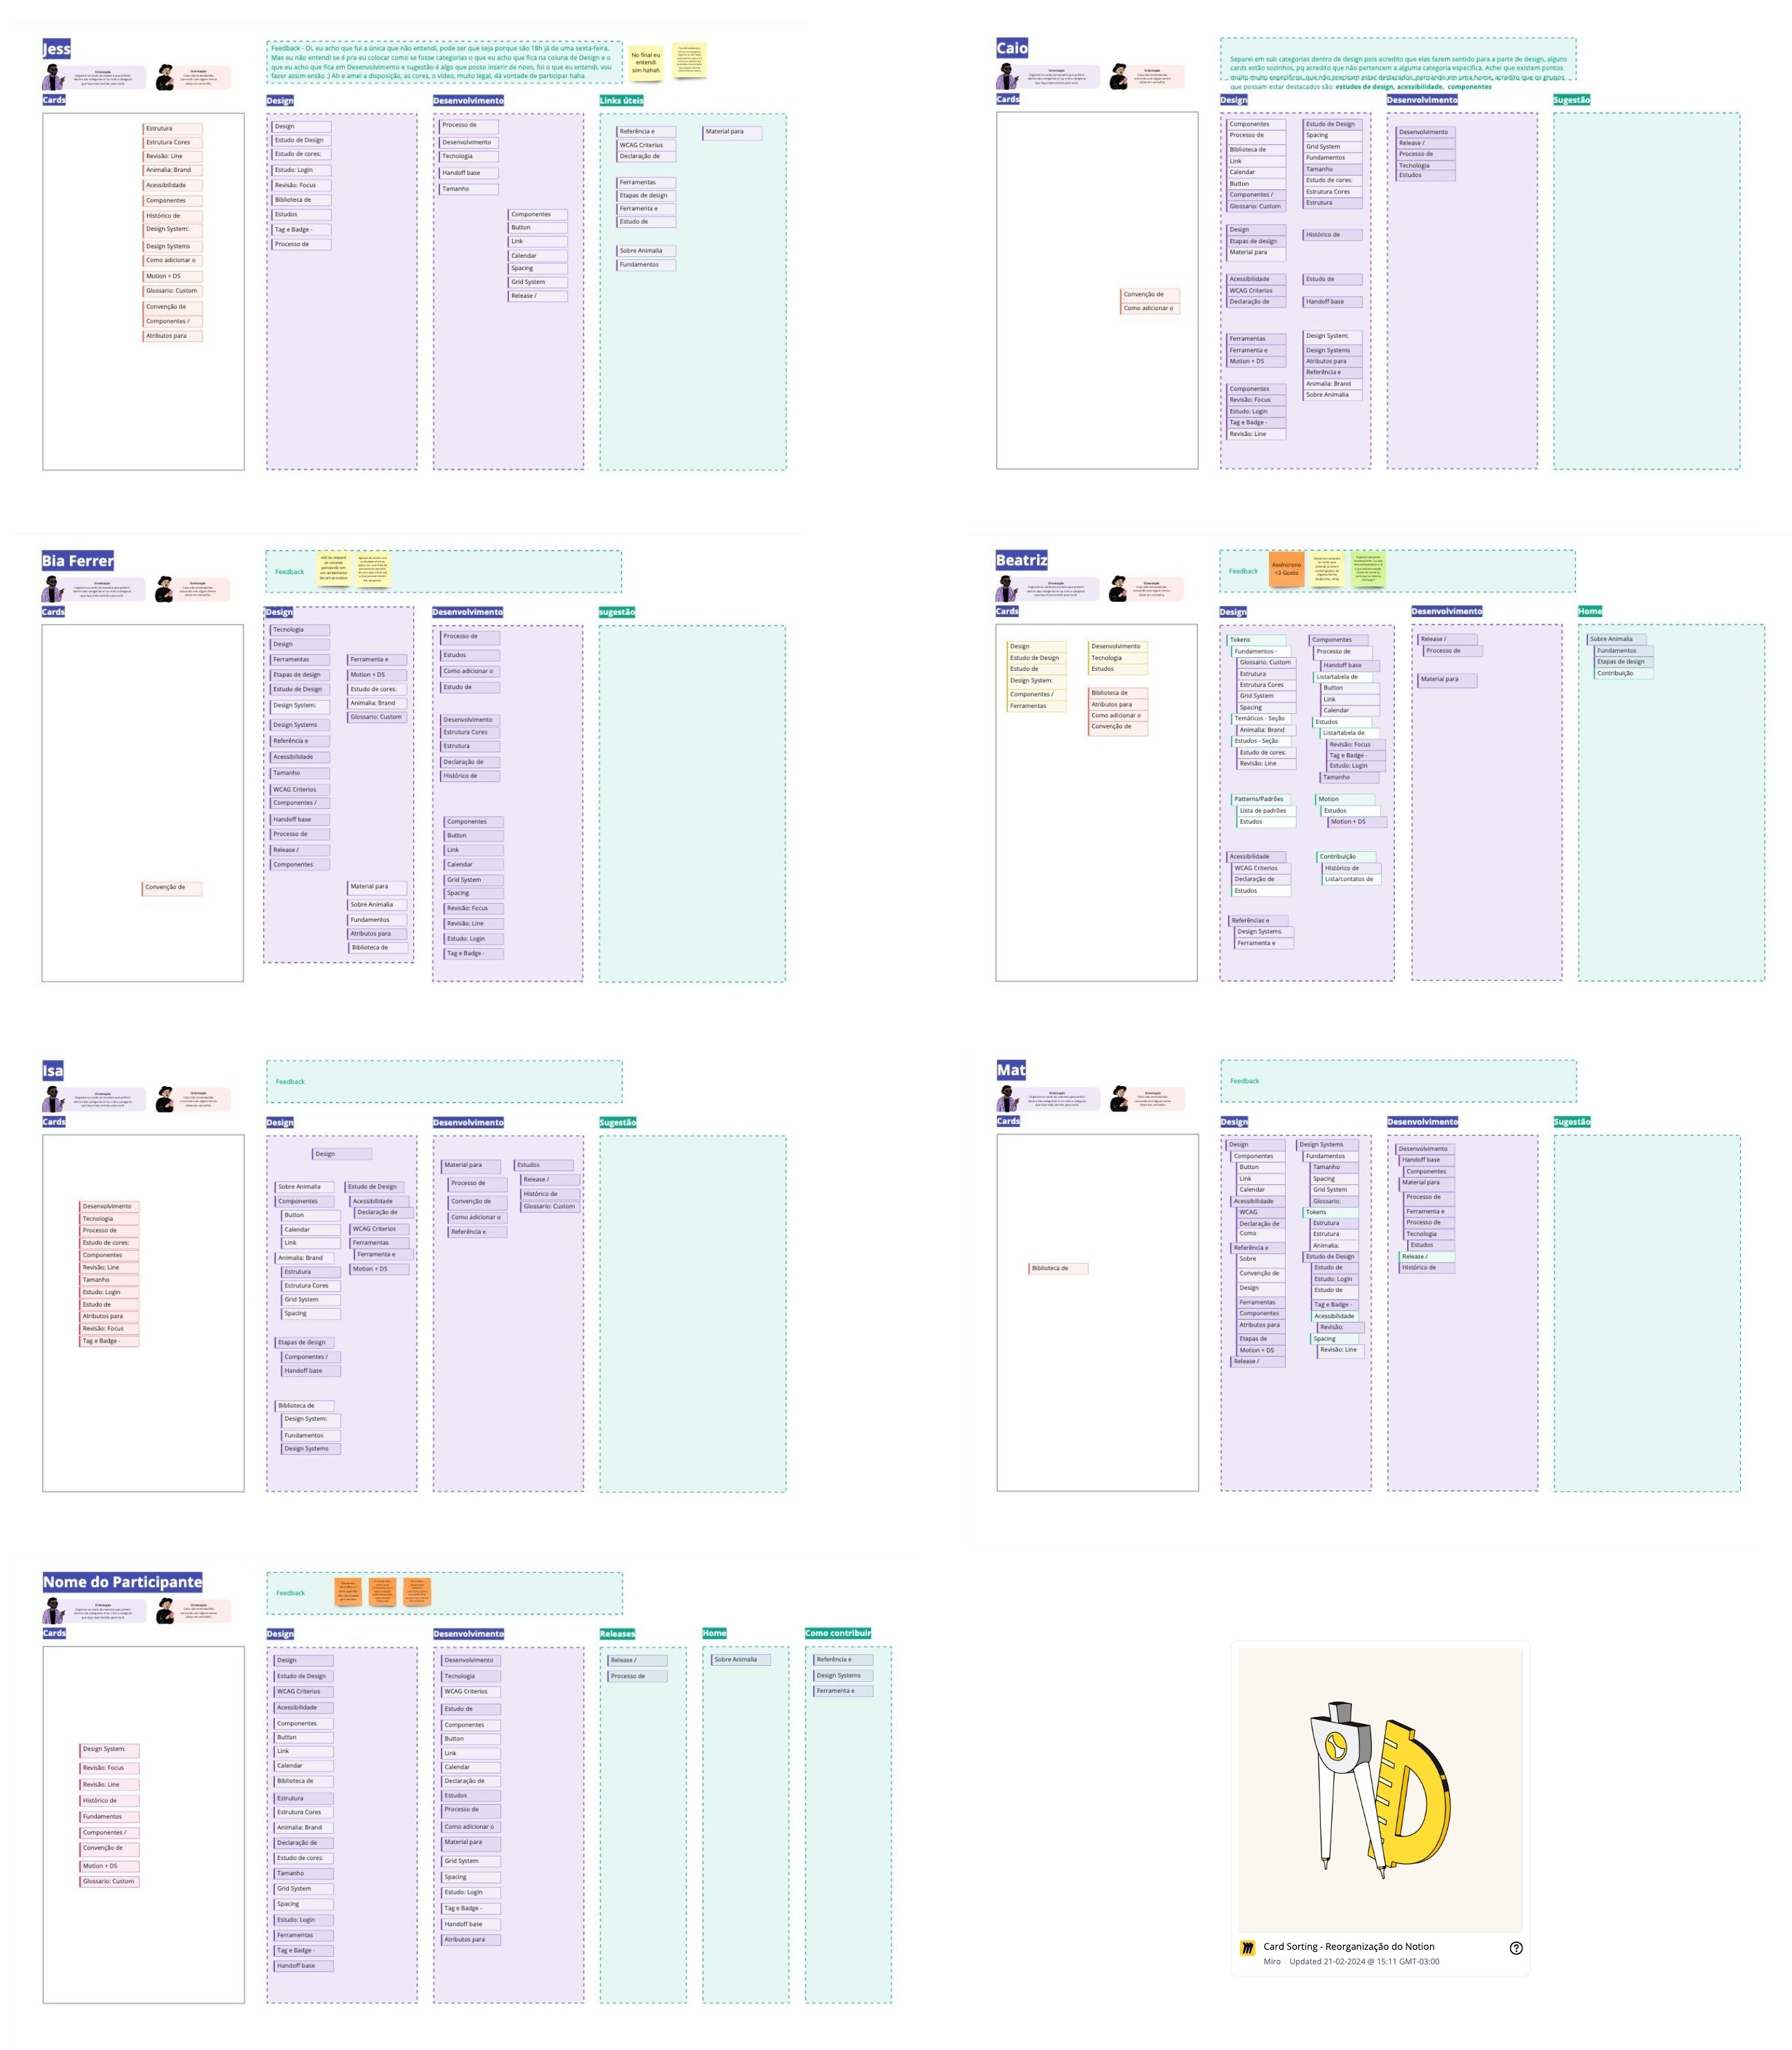 Jess
Feedback - Oi, eu acho que fui a única que não entendi, pode ser que seja porque são 18h já de uma sexta-feira.
Mas eu não entendi se é pra eu colocar como se fosse categorias o que eu acho que fica na coluna de Design e o
que eu acho que fica em Desenvolvimento e sugestão é algo que posso inserir de novo, foi o que eu entendi, vou
fazer assim então :) Ah e amei a disposição, as cores, o vídeo, muito legal, dá vontade de participar haha
No final eu
entendi
sim hahah
Orientação
Orientação
Cards
Estrutura
Estrutura Cores
Revisão: Line
Animalia: Brand
Acessibilidade
Componentes
Histórico de
Design System:
Design Systems
Como adicionar o
Motion + DS
Glossario: Custom
Convenção de
Componentes /
Atributos para
Design
Design
Estudo de Design
Estudo de cores:
Estudo: Login
Revisão: Focus
Biblioteca de
Estudos
Tag e Badge -
Processo de
Desenvolvimento
Processo de
Desenvolvimento
Tecnologia
Handoff base
Tamanho
Componentes
Button
Link
Calendar
Spacing
Grid System
Release /
Links úteis
Referência e
WCAG Criterios
Declaração de
Ferramentas
Etapas de design
Ferramenta e
Estudo de
Sobre Animalia
Fundamentos
Material para
Caio
Separei em sub categorias dentro de design pois acredito que elas fazem sentido para a parte de design, alguns
cards estão sozinhos, pq acredito que não pertencem a alguma categoria especifica. Achei que existem pontos
muito muito especificos, que não precisam estar destacados, pensando em uma home, acredito que os grupos
que possam estar destacados são: estudos de design, acessibilidade, componentes
Orientação
Orientação
Cards
Convenção de
Como adicionar o
Design
Componentes
Processo de
Biblioteca de
Link
Calendar
Button
Componentes /
Glossario: Custom
Design
Etapas de design
Material para
Acessibilidade
WCAG Criterios
Declaração de
Ferramentas
Ferramenta e
Motion + DS
Componentes
Revisão: Focus
Estudo: Login
Tag e Badge -
Revisão: Line
Estudo de Design
Spacing
Grid System
Fundamentos
Tamanho
Estudo de cores:
Estrutura Cores
Estrutura
Histórico de
Estudo de
Handoff base
Design System:
Design Systems
Atributos para
Referência e
Animalia: Brand
Sobre Animalia
Desenvolvimento
Desenvolvimento
Release /
Processo de
Tecnologia
Estudos
Sugestão
Bia Ferrer
Feedback
Orientação
Orientação
Cards
Convenção de
Design
Tecnologia
Design
Ferramentas
Etapas de design
Estudo de Design
Design System:
Design Systems
Referência e
Acessibilidade
Tamanho
WCAG Criterios
Componentes /
Handoff base
Processo de
Release /
Componentes
Ferramenta e
Motion + DS
Estudo de cores:
Animalia: Brand
Glossario: Custom
Material para
Sobre Animalia
Fundamentos
Atributos para
Biblioteca de
Desenvolvimento
Processo de
Estudos
Como adicionar o
Estudo de
Desenvolvimento
Estrutura Cores
Estrutura
Declaração de
Histórico de
Componentes
Button
Link
Calendar
Grid System
Spacing
Revisão: Focus
Revisão: Line
Estudo: Login
Tag e Badge -
sugestão
Beatriz
Feedback
Assíncrono
<3 Gosto
Orientação
Orientação
Cards
Design
Estudo de Design
Estudo de
Design System:
Componentes /
Ferramentas
Desenvolvimento
Tecnologia
Estudos
Biblioteca de
Atributos para
Como adicionar o
Convenção de
Design
Tokens
Fundamentos -
Glossario: Custom
Estrutura
Estrutura Cores
Grid System
Spacing
Temáticos - Seção
Animalia: Brand
Estudos - Seção
Estudo de cores:
Revisão: Line
Patterns/Padrões
Lista de padrões
Estudos
Acessibilidade
WCAG Criterios
Declaração de
Estudos
Referências e
Design Systems
Ferramenta e
Componentes
Processo de
Handoff base
Lista/tabela de
Button
Link
Calendar
Estudos
Lista/tabela de
Revisão: Focus
Tag e Badge -
Estudo: Login
Tamanho
Motion
Estudos
Motion + DS
Contribuição
Histórico de
Lista/contatos de
Desenvolvimento
Release /
Processo de
Material para
Home
Sobre Animalia
Fundamentos
Etapas de design
Contribuição
Isa
Feedback
Orientação
Orientação
Cards
Desenvolvimento
Tecnologia
Processo de
Estudo de cores:
Componentes
Revisão: Line
Tamanho
Estudo: Login
Estudo de
Atributos para
Revisão: Focus
Tag e Badge -
Design
Design
Sobre Animalia
Componentes
Button
Calendar
Link
Animalia: Brand
Estrutura
Estrutura Cores
Grid System
Spacing
Etapas de design
Componentes /
Handoff base
Biblioteca de
Design System:
Fundamentos
Design Systems
Estudo de Design
Acessibilidade
Declaração de
WCAG Criterios
Ferramentas
Ferramenta e
Motion + DS
Desenvolvimento
Material para
Processo de
Convenção de
Como adicionar o
Referência e
Estudos
Release /
Histórico de
Glossario: Custom
Sugestão
Mat
Feedback
Orientação
Orientação
Cards
Biblioteca de
Design
Design
Componentes
Button
Link
Calendar
Acessibilidade
WCAG
Declaração de
Como
Referência e
Sobre
Convenção de
Design
Ferramentas
Componentes
Atributos para
Etapas de
Motion + DS
Release /
Design Systems
Fundamentos
Tamanho
Spacing
Grid System
Glossario:
Tokens
Estrutura
Estrutura
Animalia:
Estudo de Design
Estudo de
Estudo: Login
Estudo de
Tag e Badge -
Acessibilidade
Revisão:
Spacing
Revisão: Line
Desenvolvimento
Desenvolvimento
Handoff base
Componentes
Material para
Processo de
Ferramenta e
Processo de
Tecnologia
Estudos
Release /
Histórico de
Sugestão
Nome do Participante
Feedback
Orientação
Orientação
Cards
Design System:
Revisão: Focus
Revisão: Line
Histórico de
Fundamentos
Componentes /
Convenção de
Motion + DS
Glossario: Custom
Design
Design
Estudo de Design
WCAG Criterios
Acessibilidade
Componentes
Button
Link
Calendar
Biblioteca de
Estrutura
Estrutura Cores
Animalia: Brand
Declaração de
Estudo de cores:
Tamanho
Grid System
Spacing
Estudo: Login
Ferramentas
Tag e Badge -
Handoff base
Desenvolvimento
Desenvolvimento
Tecnologia
WCAG Criterios
Estudo de
Componentes
Button
Link
Calendar
Declaração de
Estudos
Processo de
Como adicionar o
Material para
Grid System
Spacing
Estudo: Login
Tag e Badge -
Handoff base
Atributos para
Releases
Release /
Processo de
Home
Sobre Animalia
Como contribuir
Referência e
Design Systems
Ferramenta e
Card Sorting - Reorganização do Notion
Miro | Updated 21-02-2024 @ 15:11 GMT-03:00